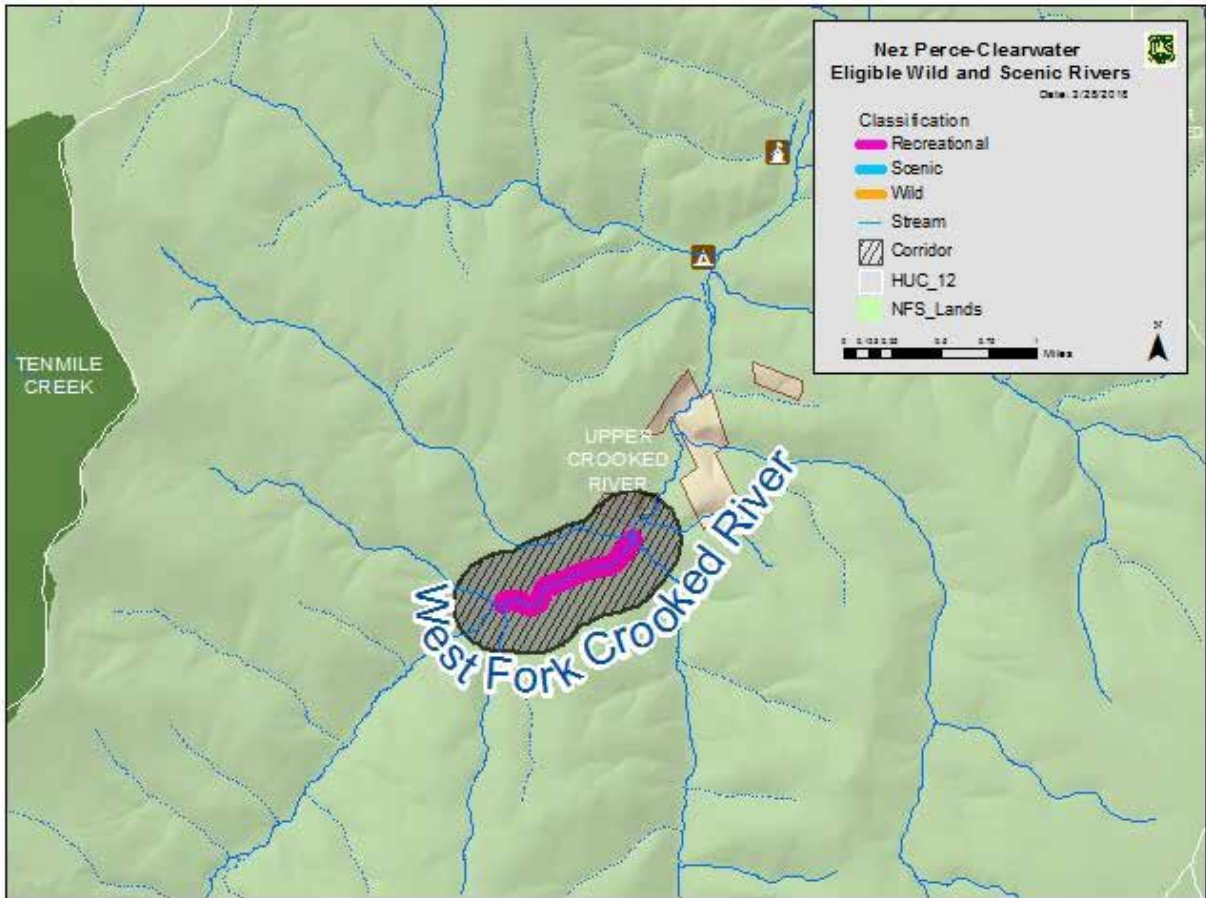 Nez Perce-Clearwater
Eligible Wild and Scenic Rivers
Classification
Recreational
Scenic
Wild
Stream
Corridor
HUC_12
NFS_Lands
Miles
N
TENMILE
CREEK
UPPER
CROOKED
RIVER
West Fork Crooked River